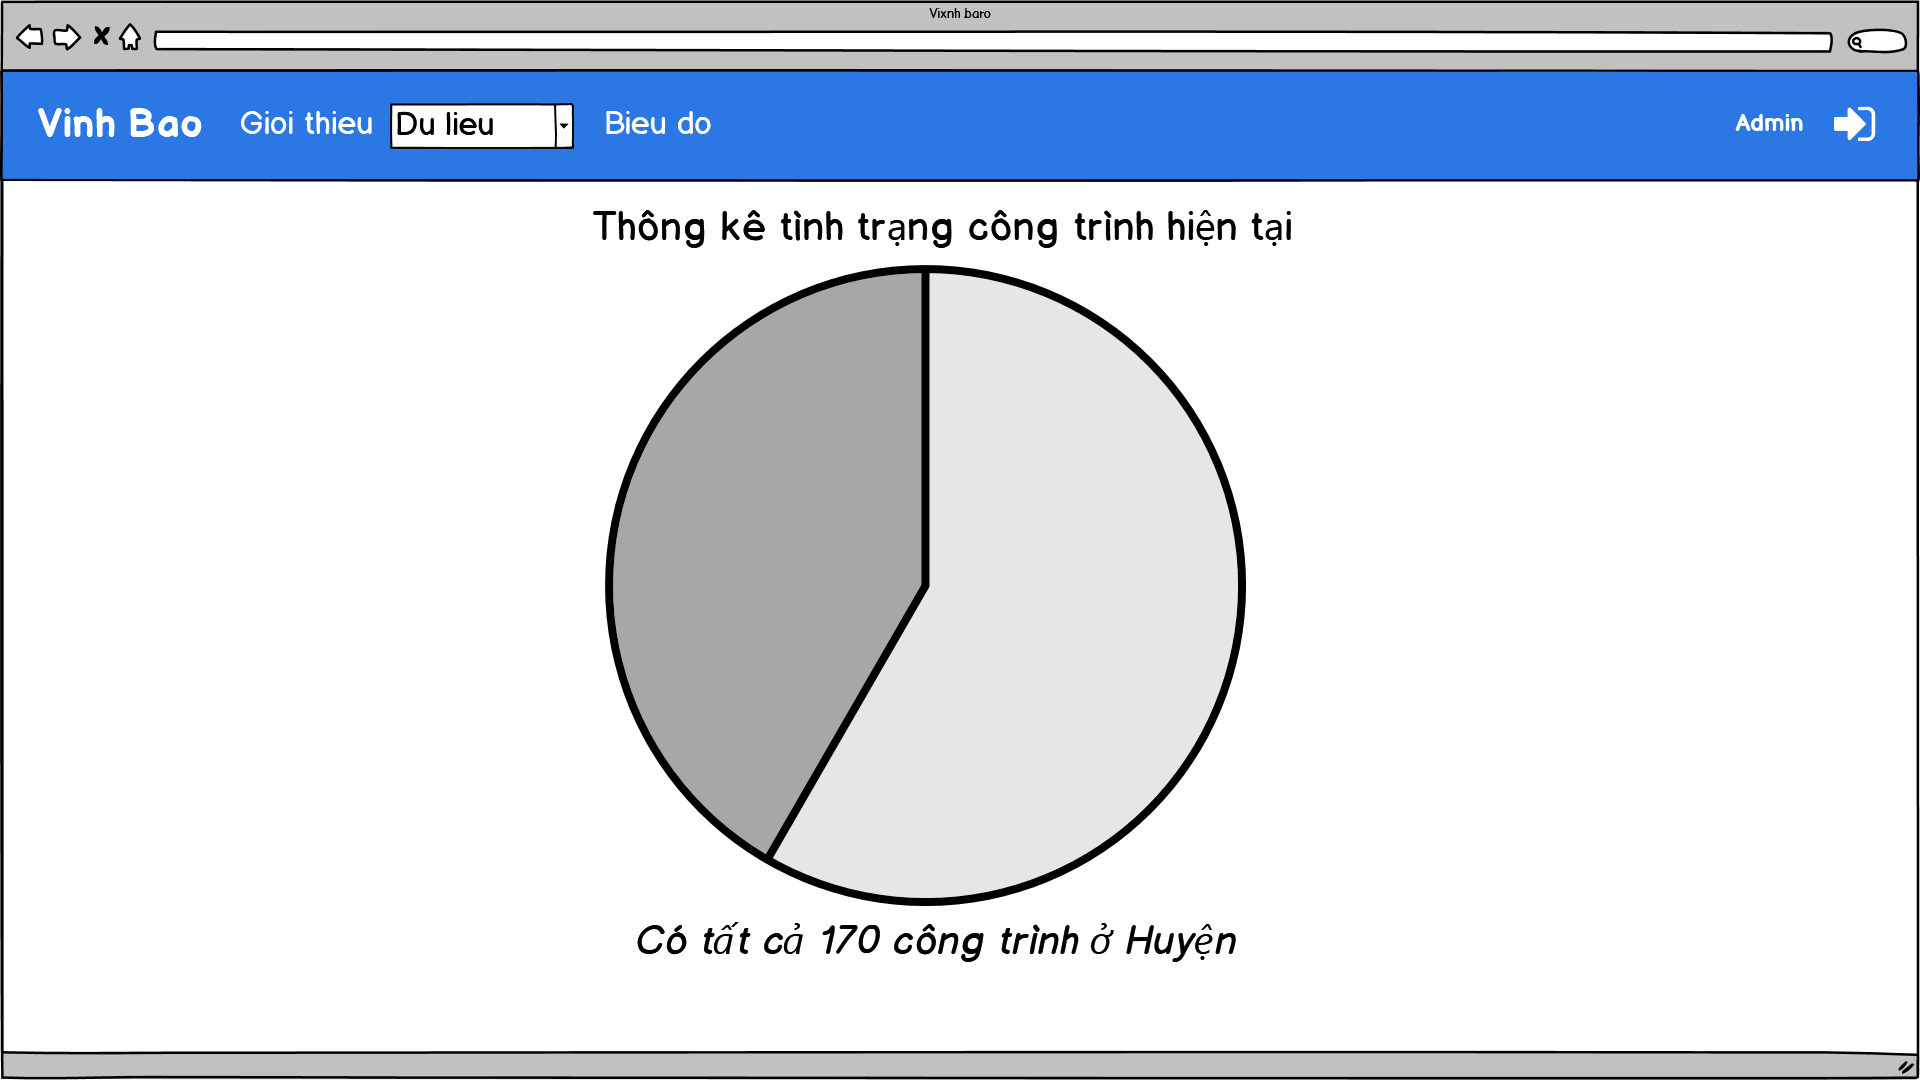 Vixnh baro
Vinh Bao Gioi thieu Du lieu Bieu do Admin
Thông kê tình trạng công trình hiện tại
Có tất cả 170 công trình ở Huyện